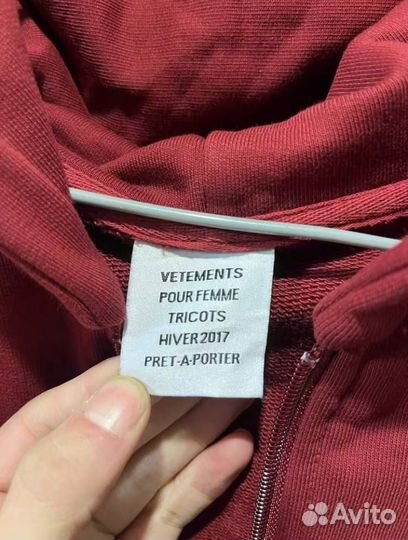 VETEMENTS
POUR FEMME
TRICOTS
HIVER 2017
PRET-A-PORTER
Avito